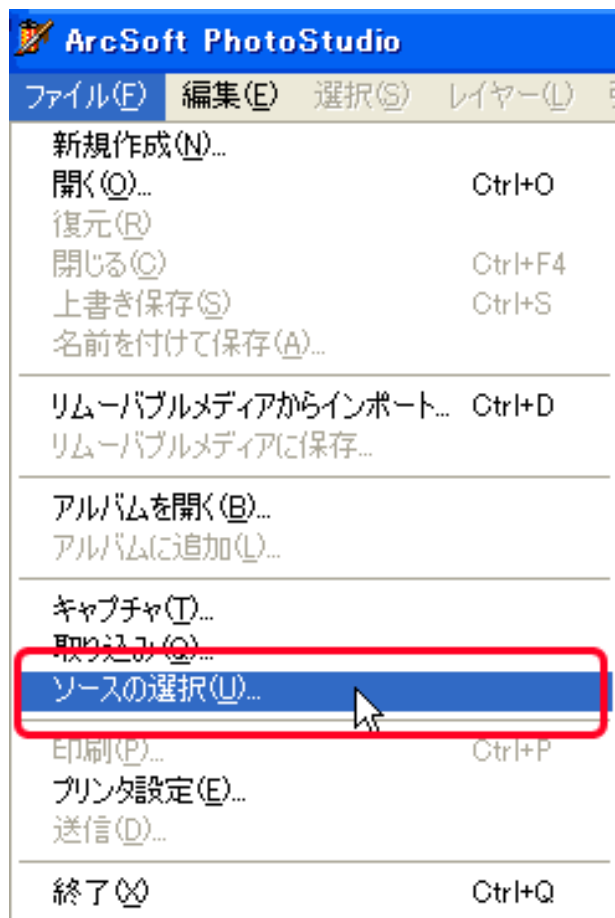 ArcSoft PhotoStudio
ファイル(F) 編集(E) 選択(S) レイヤー(L)
新規作成(N)...
開く(O)... Ctrl+O
復元(R)
閉じる(C) Ctrl+F4
上書き保存(S) Ctrl+S
名前を付けて保存(A)...
リムーバブルメディアからインポート... Ctrl+D
リムーバブルメディアに保存...
アルバムを開く(B)...
アルバムに追加(L)...
キャプチャ(T)...
取り込み(Q)...
ソースの選択(U)...
印刷(P)... Ctrl+P
プリンタ設定(E)...
送信(D)...
終了(X) Ctrl+Q